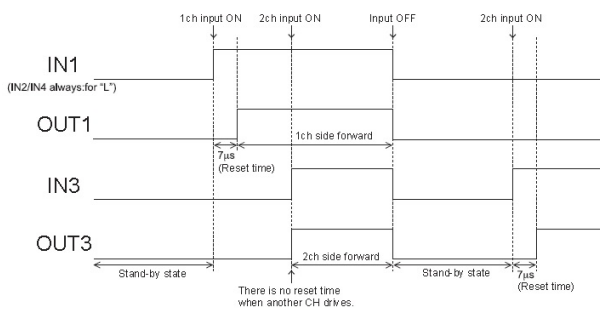 1ch input ON
2ch input ON
Input OFF
2ch input ON
IN1
(IN2/IN4 always:for "L")
OUT1
1ch side forward
7μs
(Reset time)
IN3
OUT3
2ch side forward
Stand-by state
Stand-by state
7μs
(Reset time)
There is no reset time
when another CH drives.